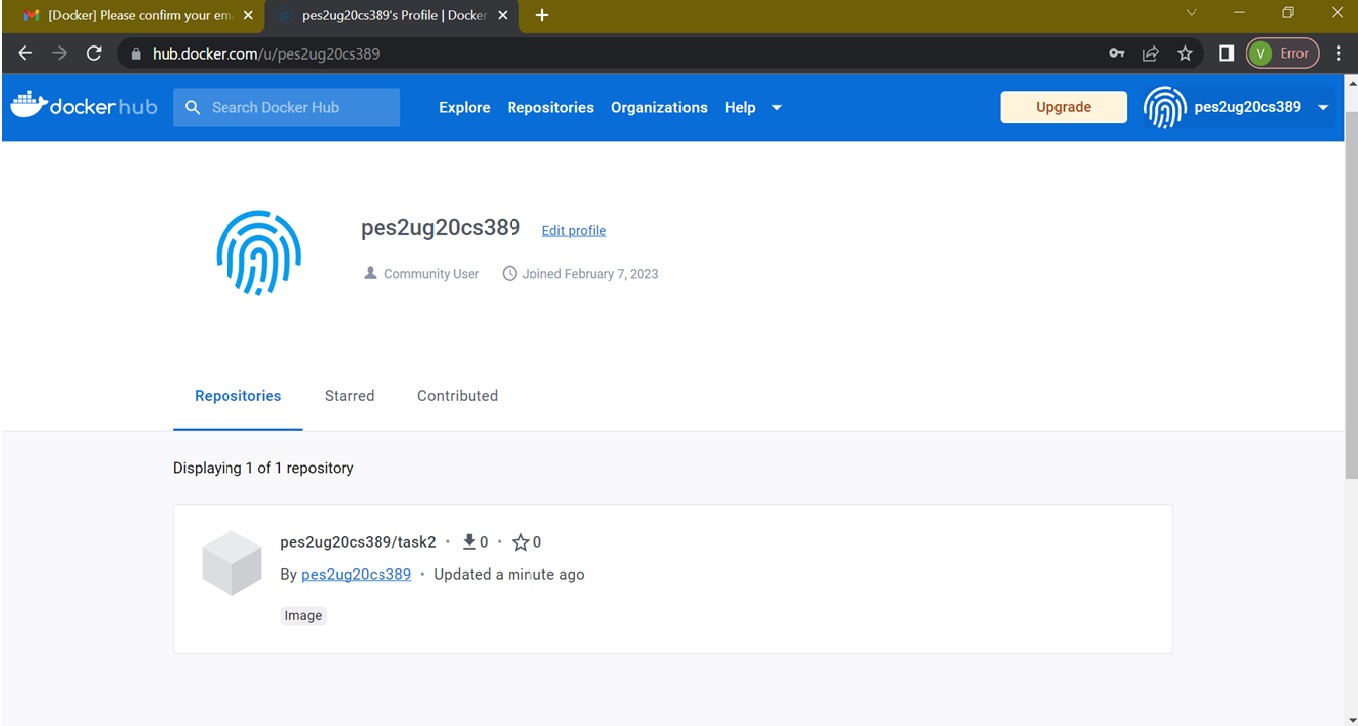 [Docker] Please confirm your em
pes2ug20cs389's Profile | Docker
hub.docker.com/u/pes2ug20cs389
V Error
docker hub
Search Docker Hub
Explore Repositories Organizations Help
Upgrade
pes2ug20cs389
pes2ug20cs389 Edit profile
Community User Joined February 7, 2023
Repositories Starred Contributed
Displaying 1 of 1 repository
pes2ug20cs389/task2 • 0 • 0
By pes2ug20cs389 • Updated a minute ago
Image